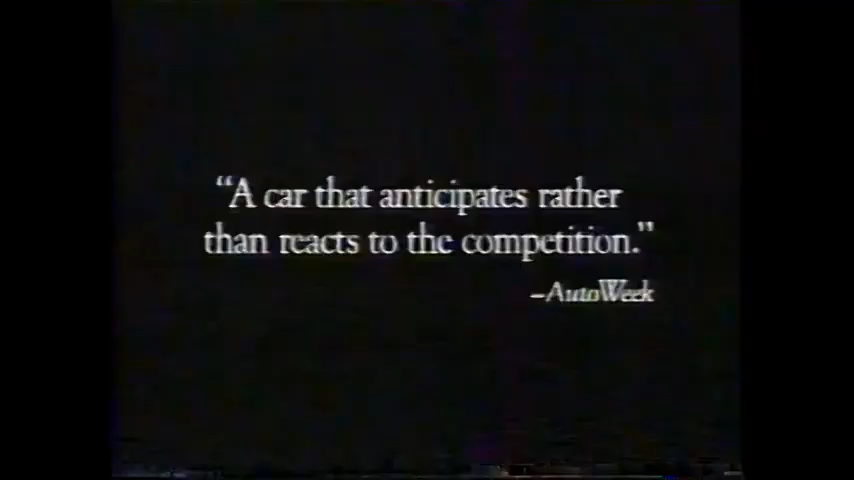 “A car that anticipates rather
than reacts to the competition.”
–AutoWeek